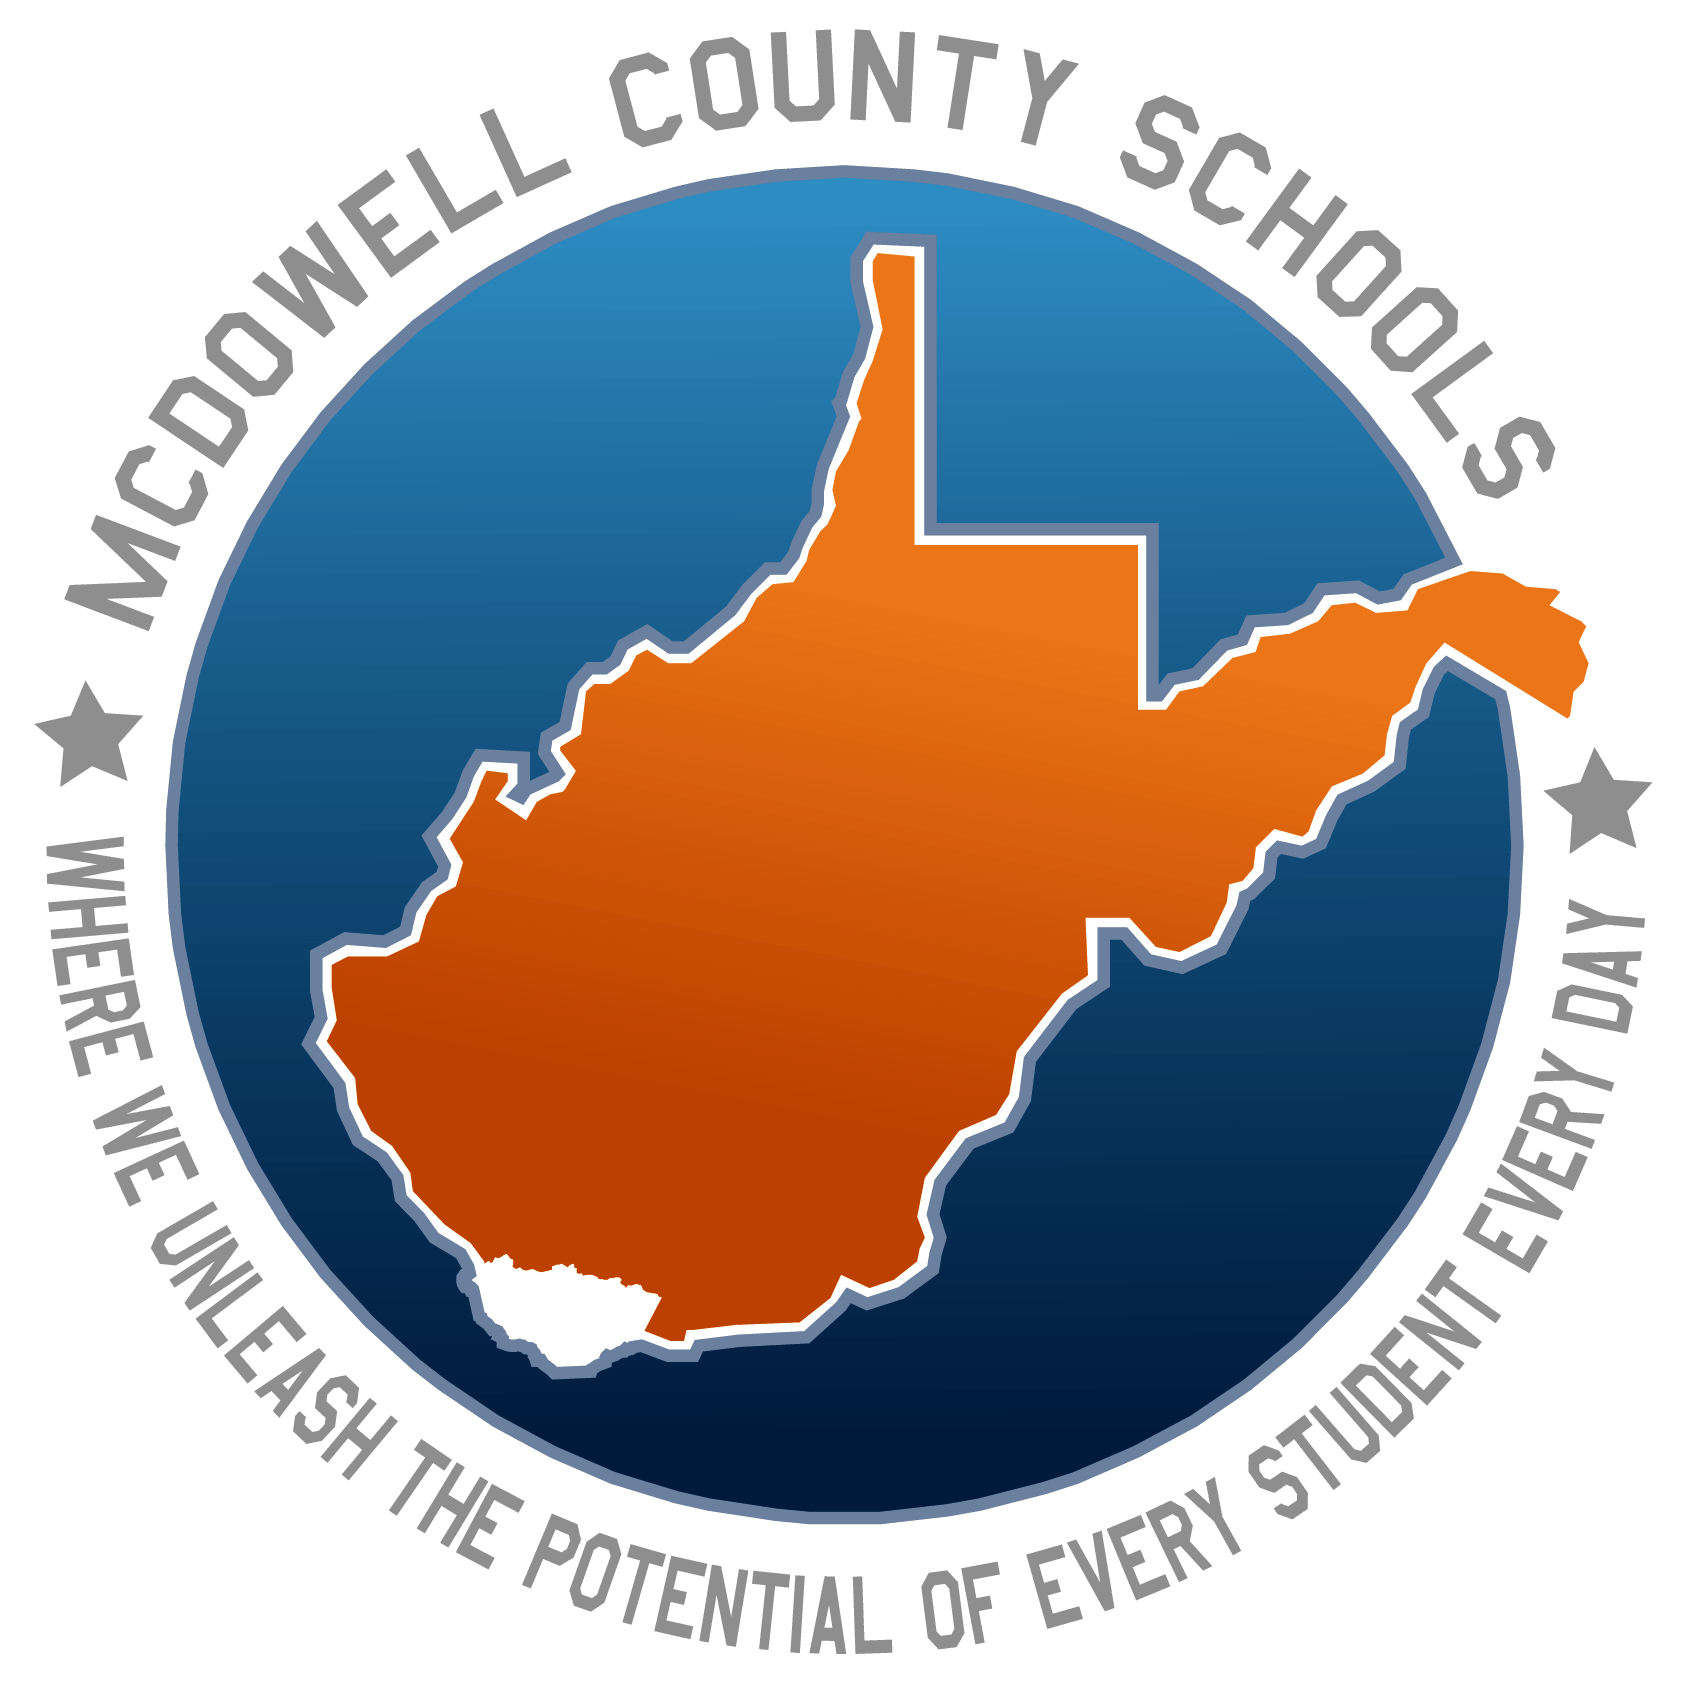 MCDOWELL COUNTY SCHOOLS
WHERE WE UNLEASH THE POTENTIAL OF EVERY STUDENT EVERY DAY